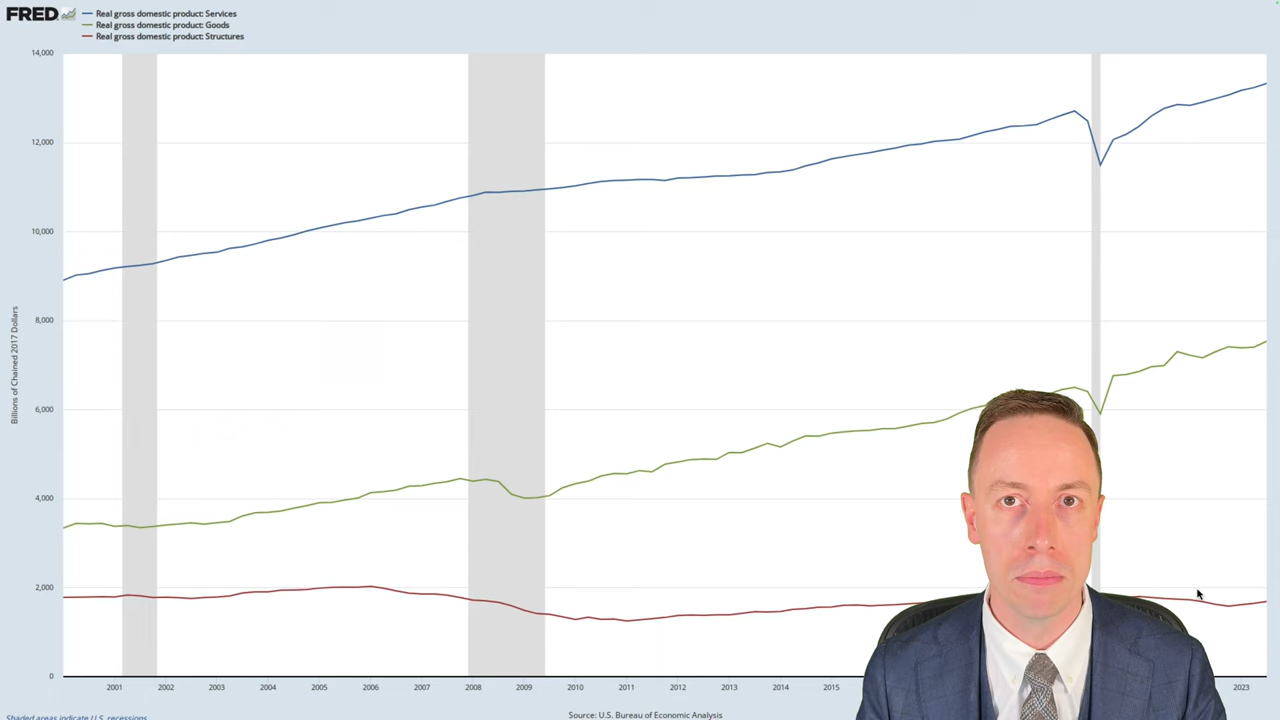 FRED
Real gross domestic product: Services
Real gross domestic product: Goods
Real gross domestic product: Structures
14,000
12,000
10,000
8,000
6,000
4,000
2,000
0
Billions of Chained 2017 Dollars
2001 2002 2003 2004 2005 2006 2007 2008 2009 2010 2011 2012 2013 2014 2015 2023
Shaded areas indicate U.S. recessions.
Source: U.S. Bureau of Economic Analysis